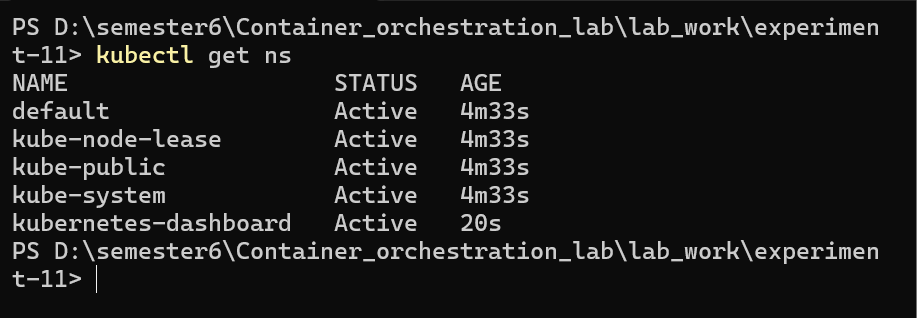 PS D:\semester6\Container_orchestration_lab\lab_work\experimen
t-11> kubectl get ns
NAME                   STATUS   AGE
default                Active   4m33s
kube-node-lease        Active   4m33s
kube-public            Active   4m33s
kube-system            Active   4m33s
kubernetes-dashboard   Active   20s
PS D:\semester6\Container_orchestration_lab\lab_work\experimen
t-11>